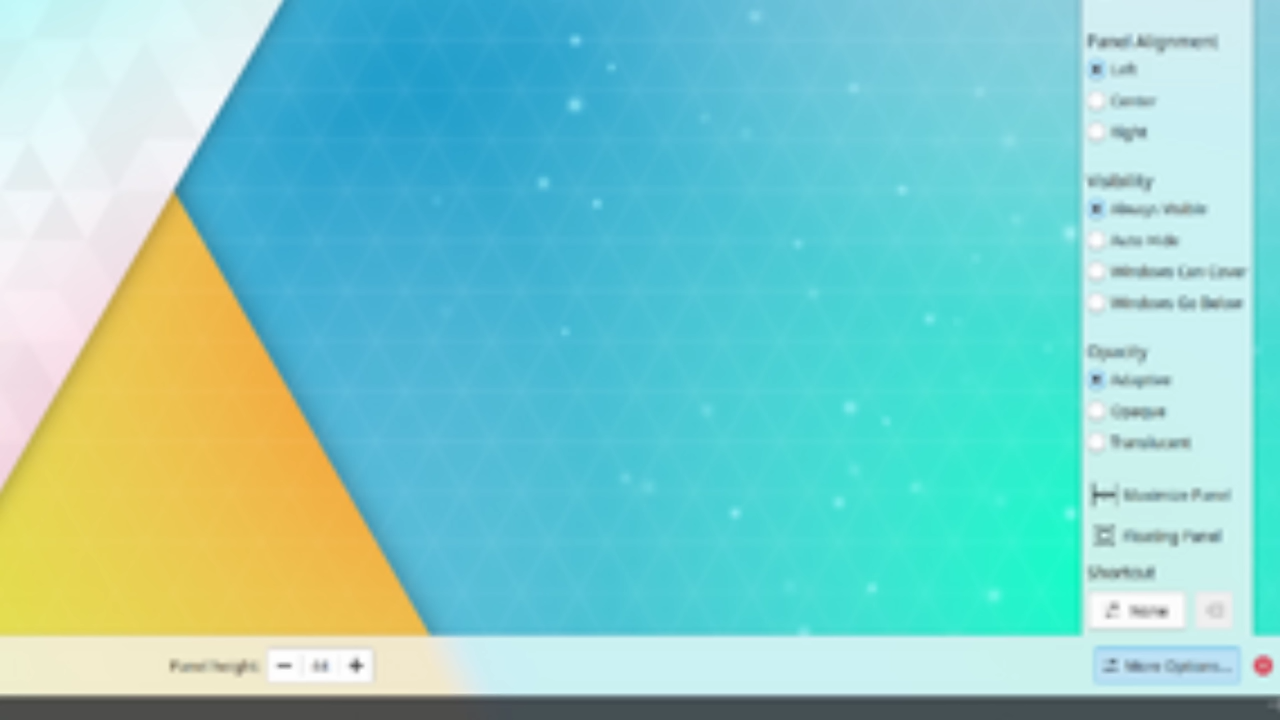 Panel Alignment
Left
Center
Right
Visibility
Always Visible
Auto Hide
Windows Can Cover
Windows Go Below
Opacity
Adaptive
Opaque
Translucent
Maximize Panel
Floating Panel
Shortcut
None
Panel height:
More Options...